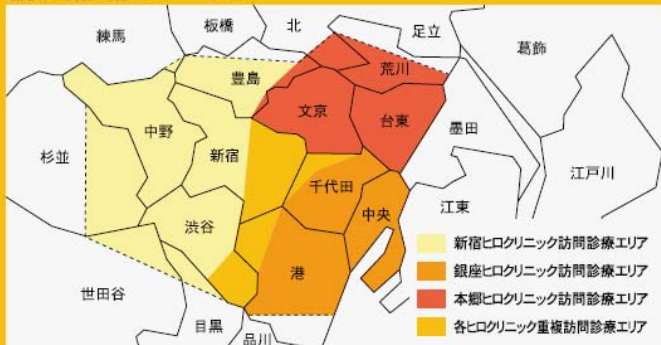 練馬
板橋
北
足立
葛飾
豊島
荒川
文京
台東
墨田
杉並
中野
新宿
江戸川
千代田
中央
江東
渋谷
港
世田谷
目黒
品川
新宿ヒロクリニック訪問診療エリア
銀座ヒロクリニック訪問診療エリア
本郷ヒロクリニック訪問診療エリア
各ヒロクリニック重複訪問診療エリア